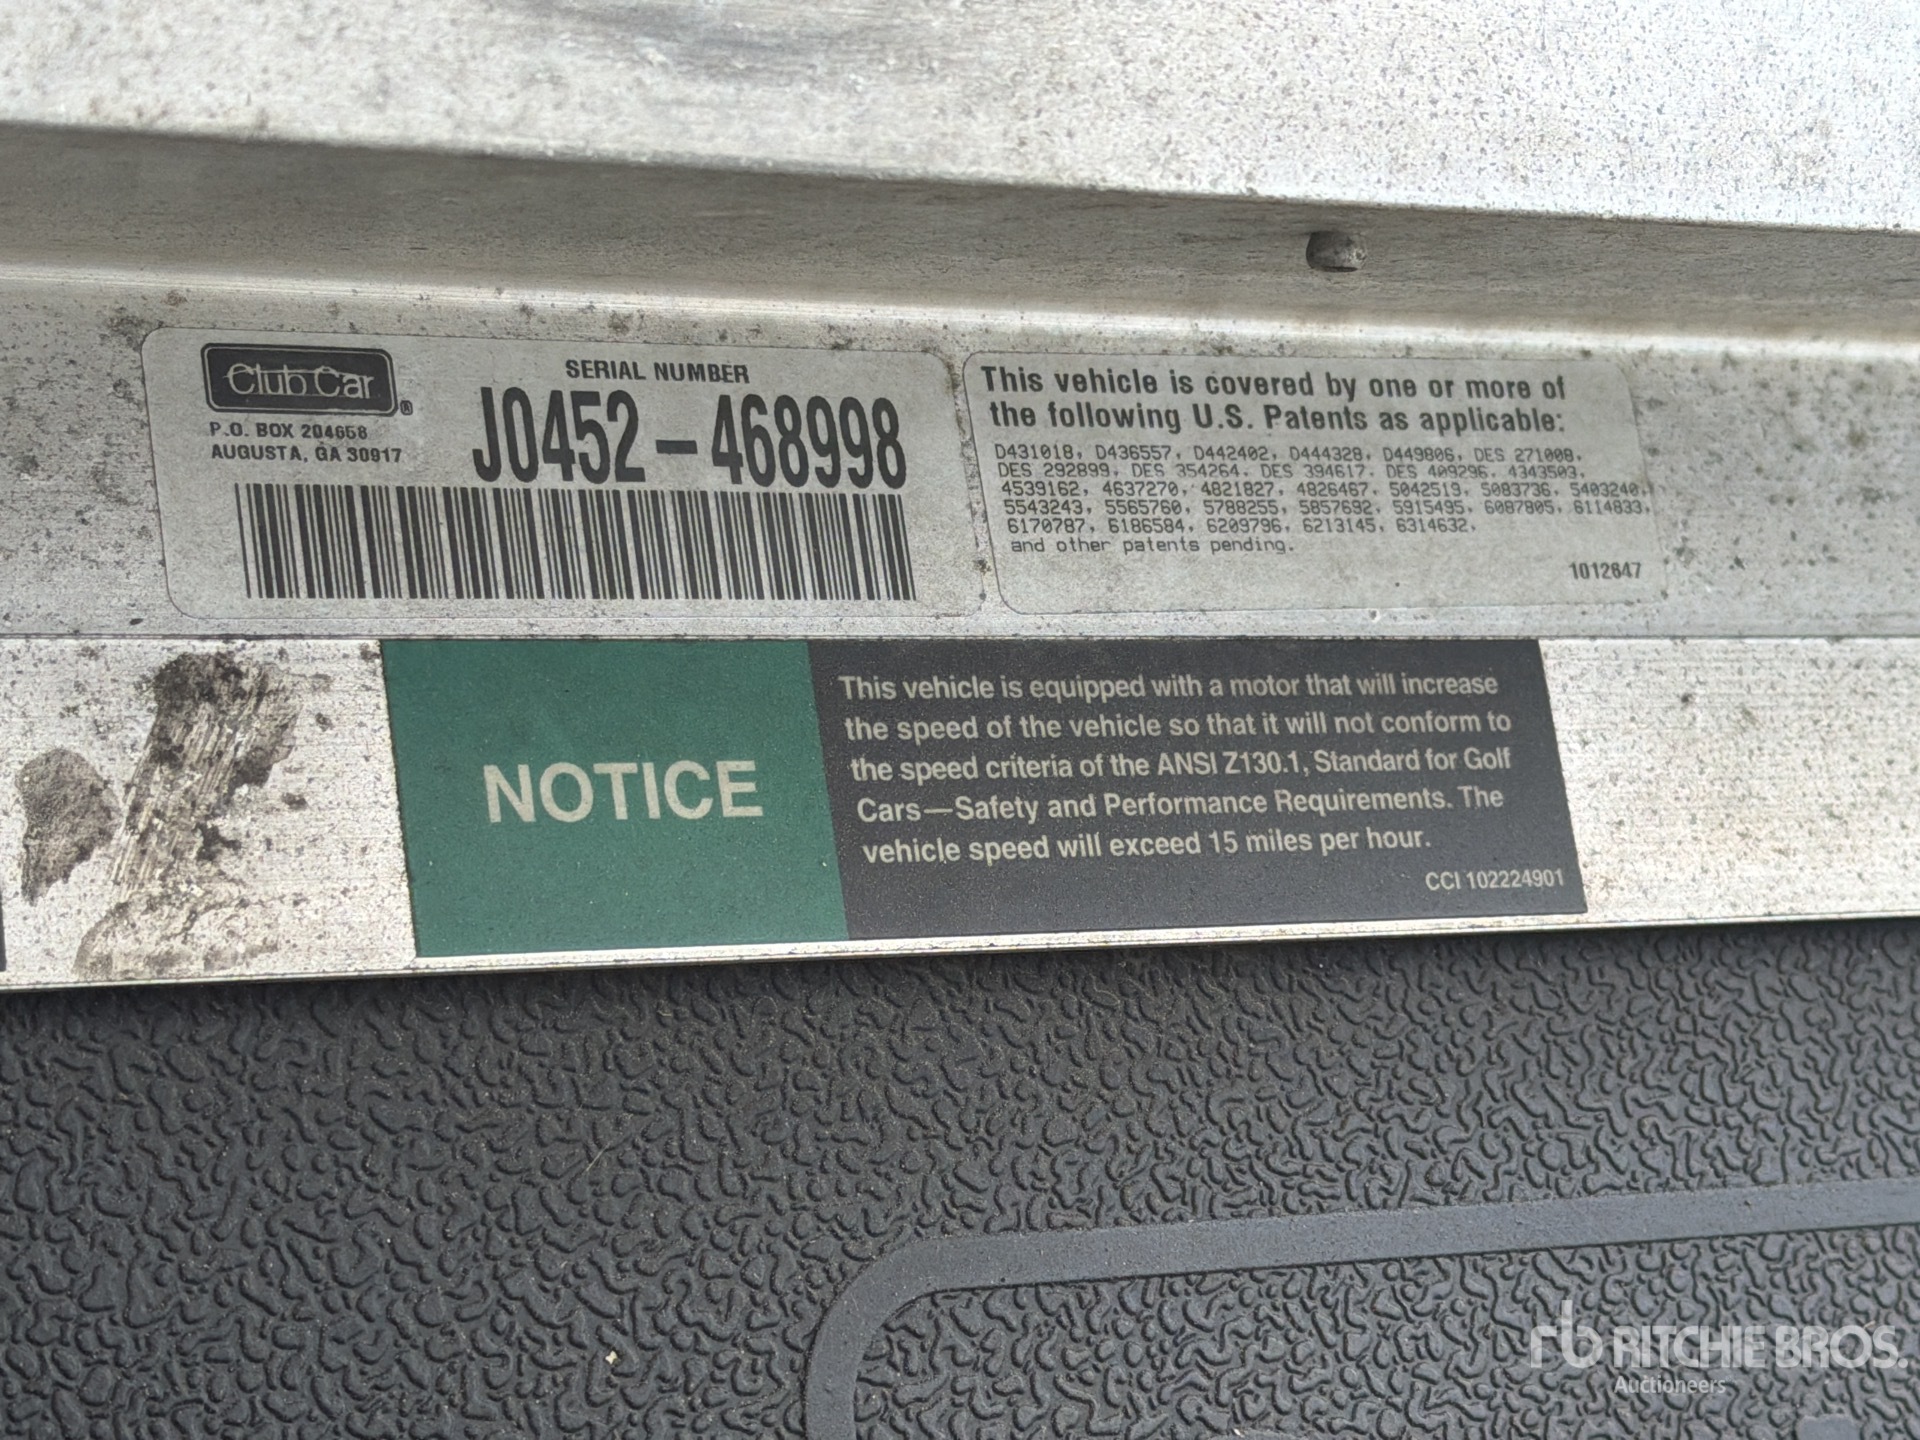 Club Car®
P.O. BOX 204658
AUGUSTA, GA 30917
SERIAL NUMBER
J0452-468998
This vehicle is covered by one or more of
the following U.S. Patents as applicable:
D431018, D436557, D442402, D444328, D449806, DES 271008,
DES 292899, DES 354264, DES 394617, DES 409296, 4343503,
4539162, 4637270, 4821827, 4826467, 5042519, 5083736, 5403240,
5543243, 5565760, 5788255, 5857692, 5915495, 6087805, 6114833,
6170787, 6186584, 6209796, 6213145, 6314632,
and other patents pending.
1012647
NOTICE
This vehicle is equipped with a motor that will increase
the speed of the vehicle so that it will not conform to
the speed criteria of the ANSI Z130.1, Standard for Golf
Cars—Safety and Performance Requirements. The
vehicle speed will exceed 15 miles per hour.
CCI 102224901
rb RITCHIE BROS.
Auctioneers